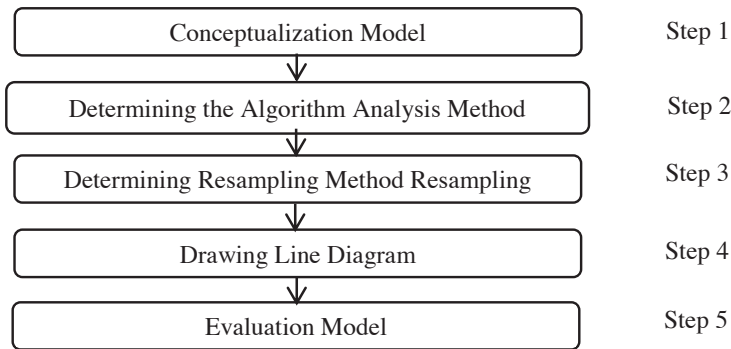 Conceptualization Model Step 1
Determining the Algorithm Analysis Method Step 2
Determining Resampling Method Resampling Step 3
Drawing Line Diagram Step 4
Evaluation Model Step 5